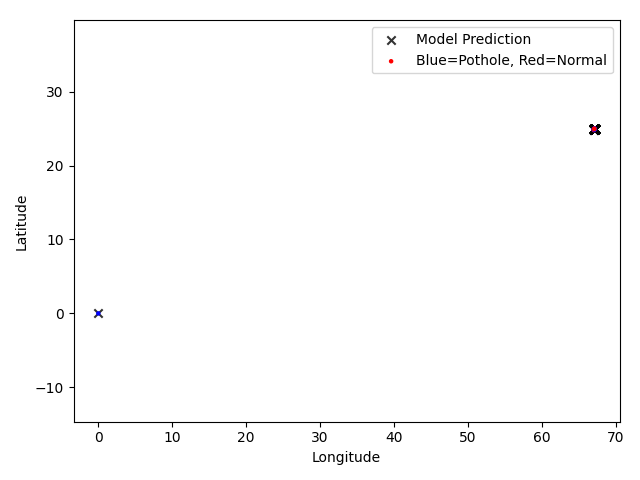 Model Prediction
Blue=Pothole, Red=Normal
30
20
10
0
−10
Latitude
0 10 20 30 40 50 60 70
Longitude